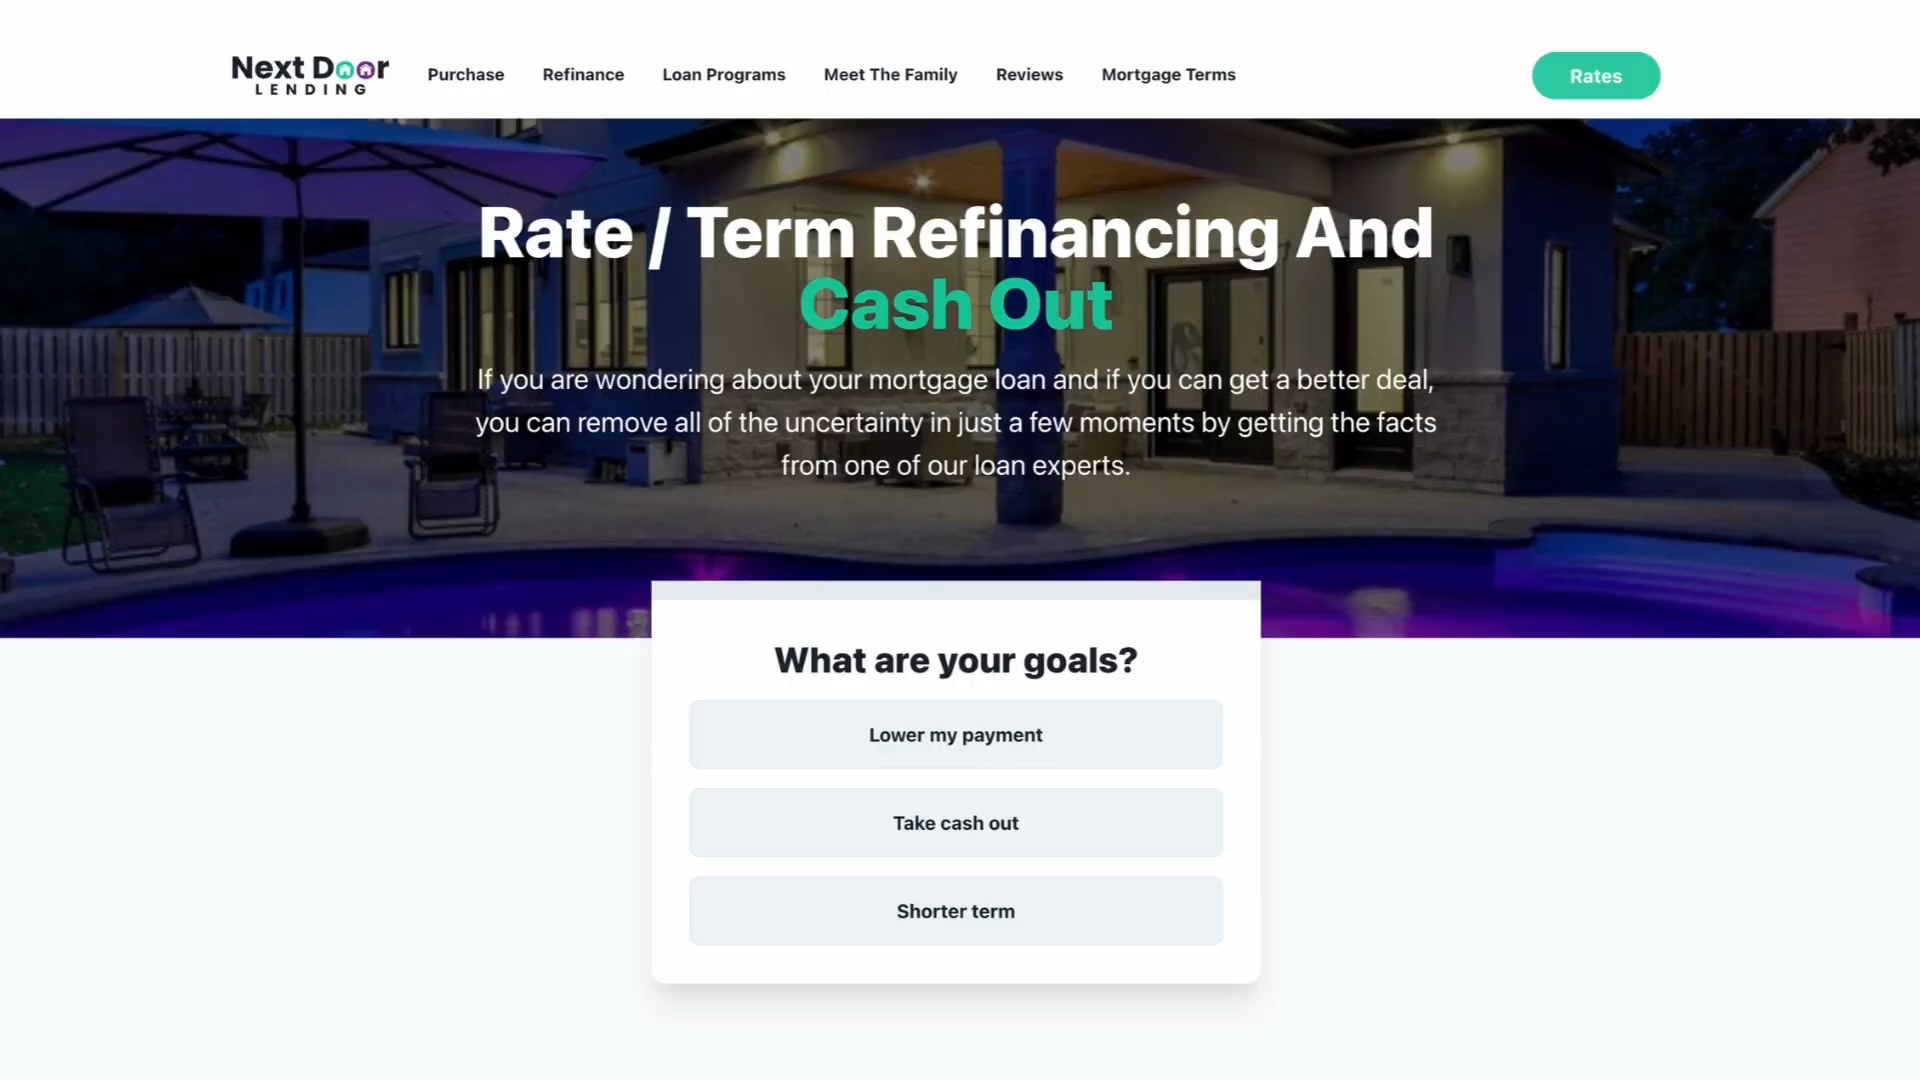 Next Door
LENDING
Purchase
Refinance
Loan Programs
Meet The Family
Reviews
Mortgage Terms
Rates
Rate / Term Refinancing And
Cash Out
If you are wondering about your mortgage loan and if you can get a better deal,
you can remove all of the uncertainty in just a few moments by getting the facts
from one of our loan experts.
What are your goals?
Lower my payment
Take cash out
Shorter term